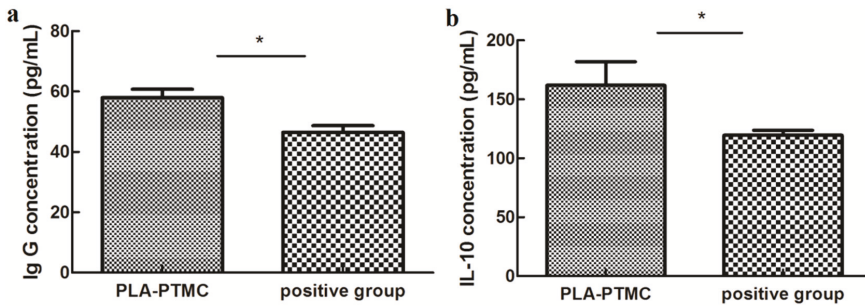 a
Ig G concentration (pg/mL)
80
60
40
20
0
*
PLA-PTMC
positive group
b
IL-10 concentration (pg/mL)
200
150
100
50
0
*
PLA-PTMC
positive group